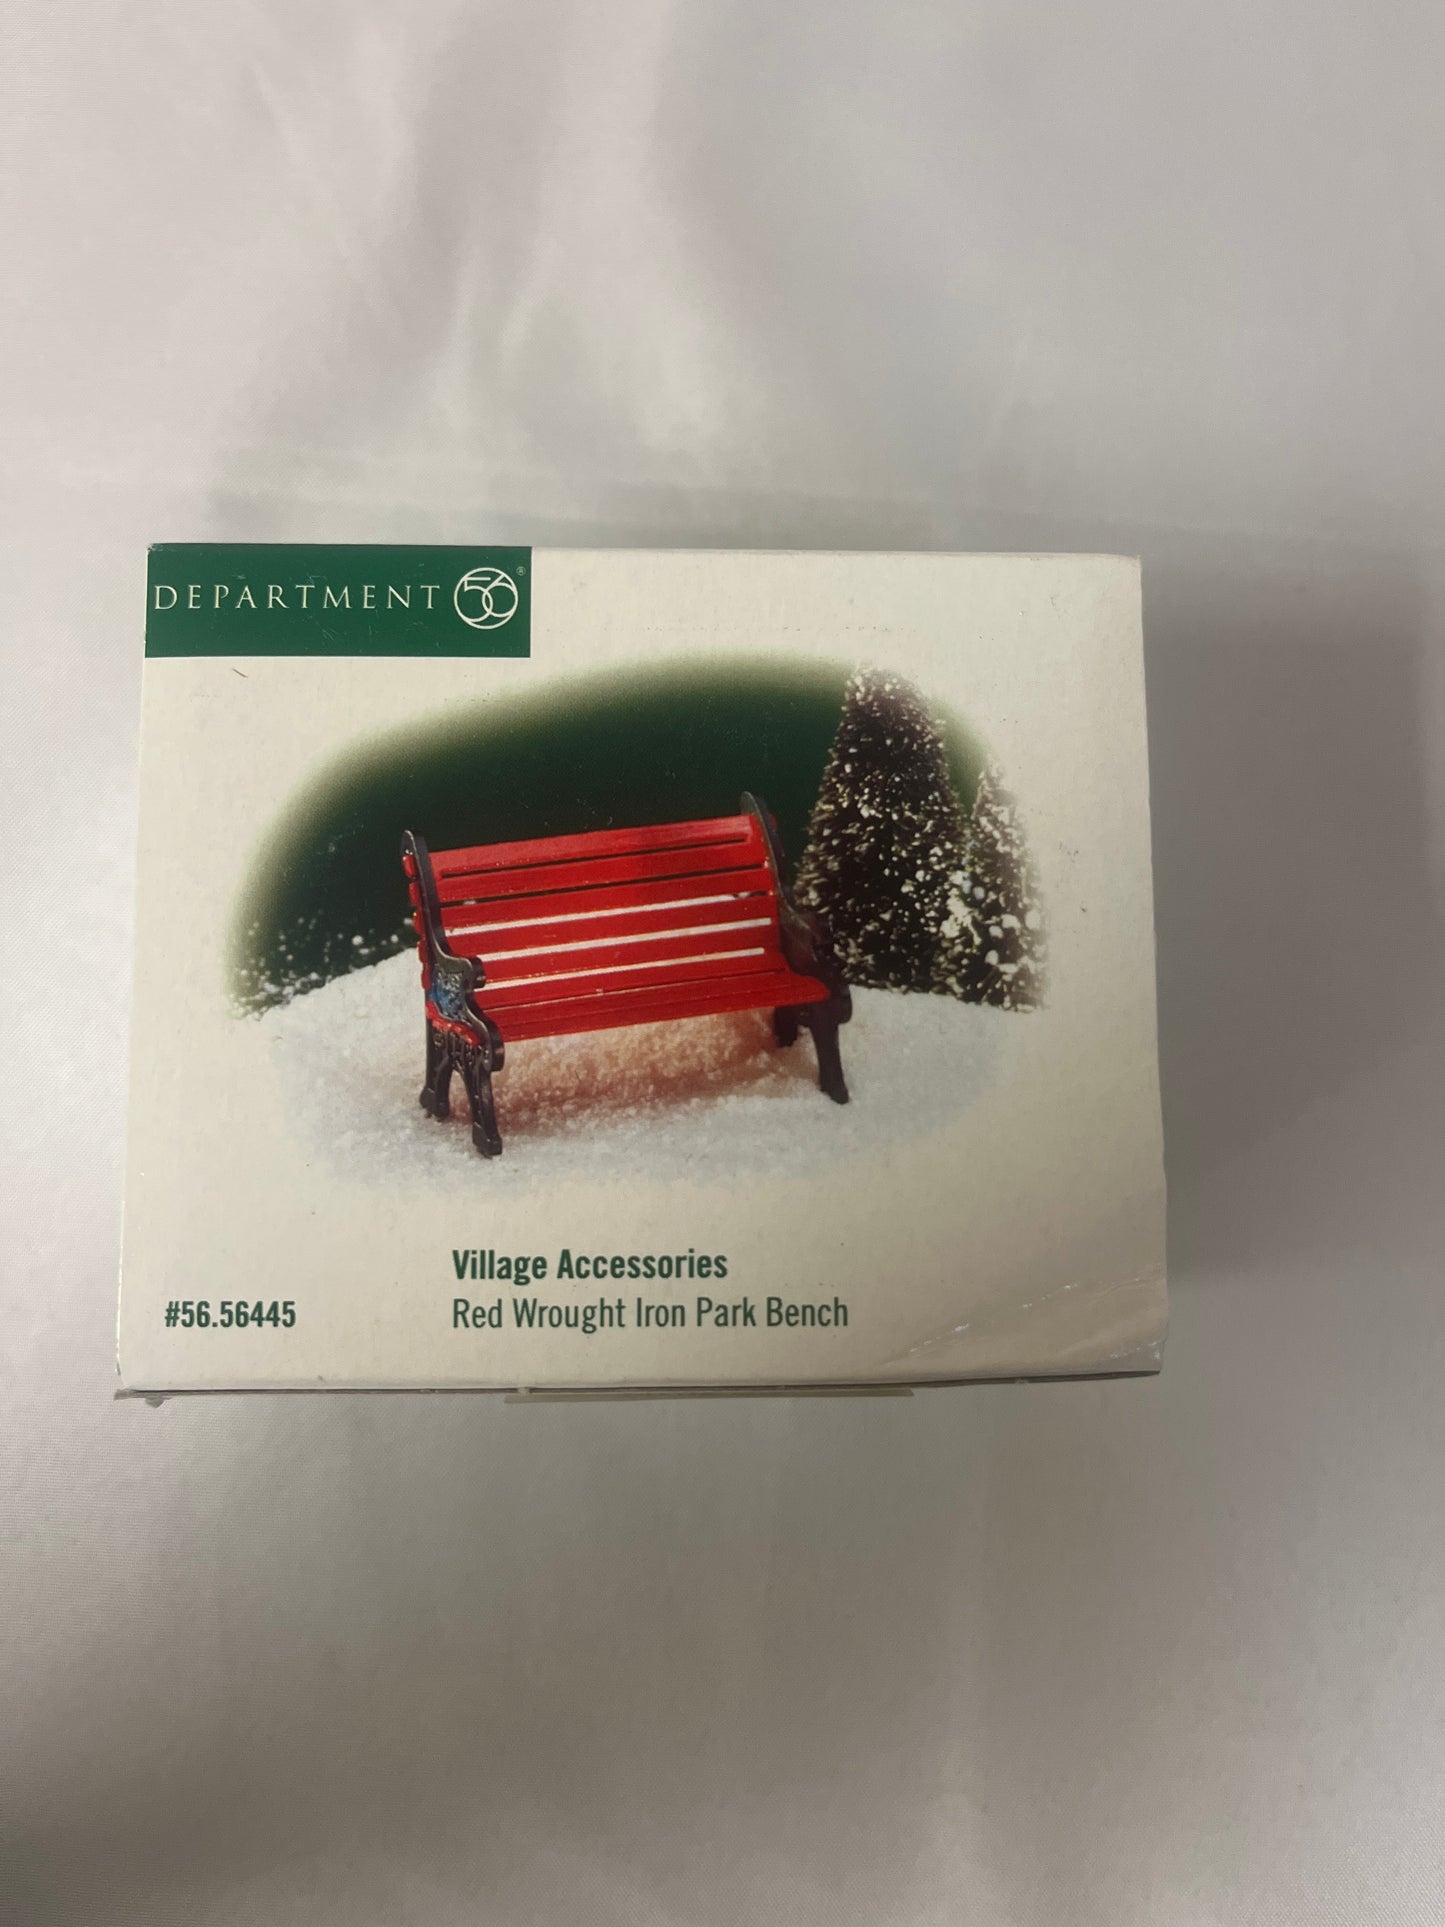 DEPARTMENT 56®
Village Accessories
#56.56445 Red Wrought Iron Park Bench